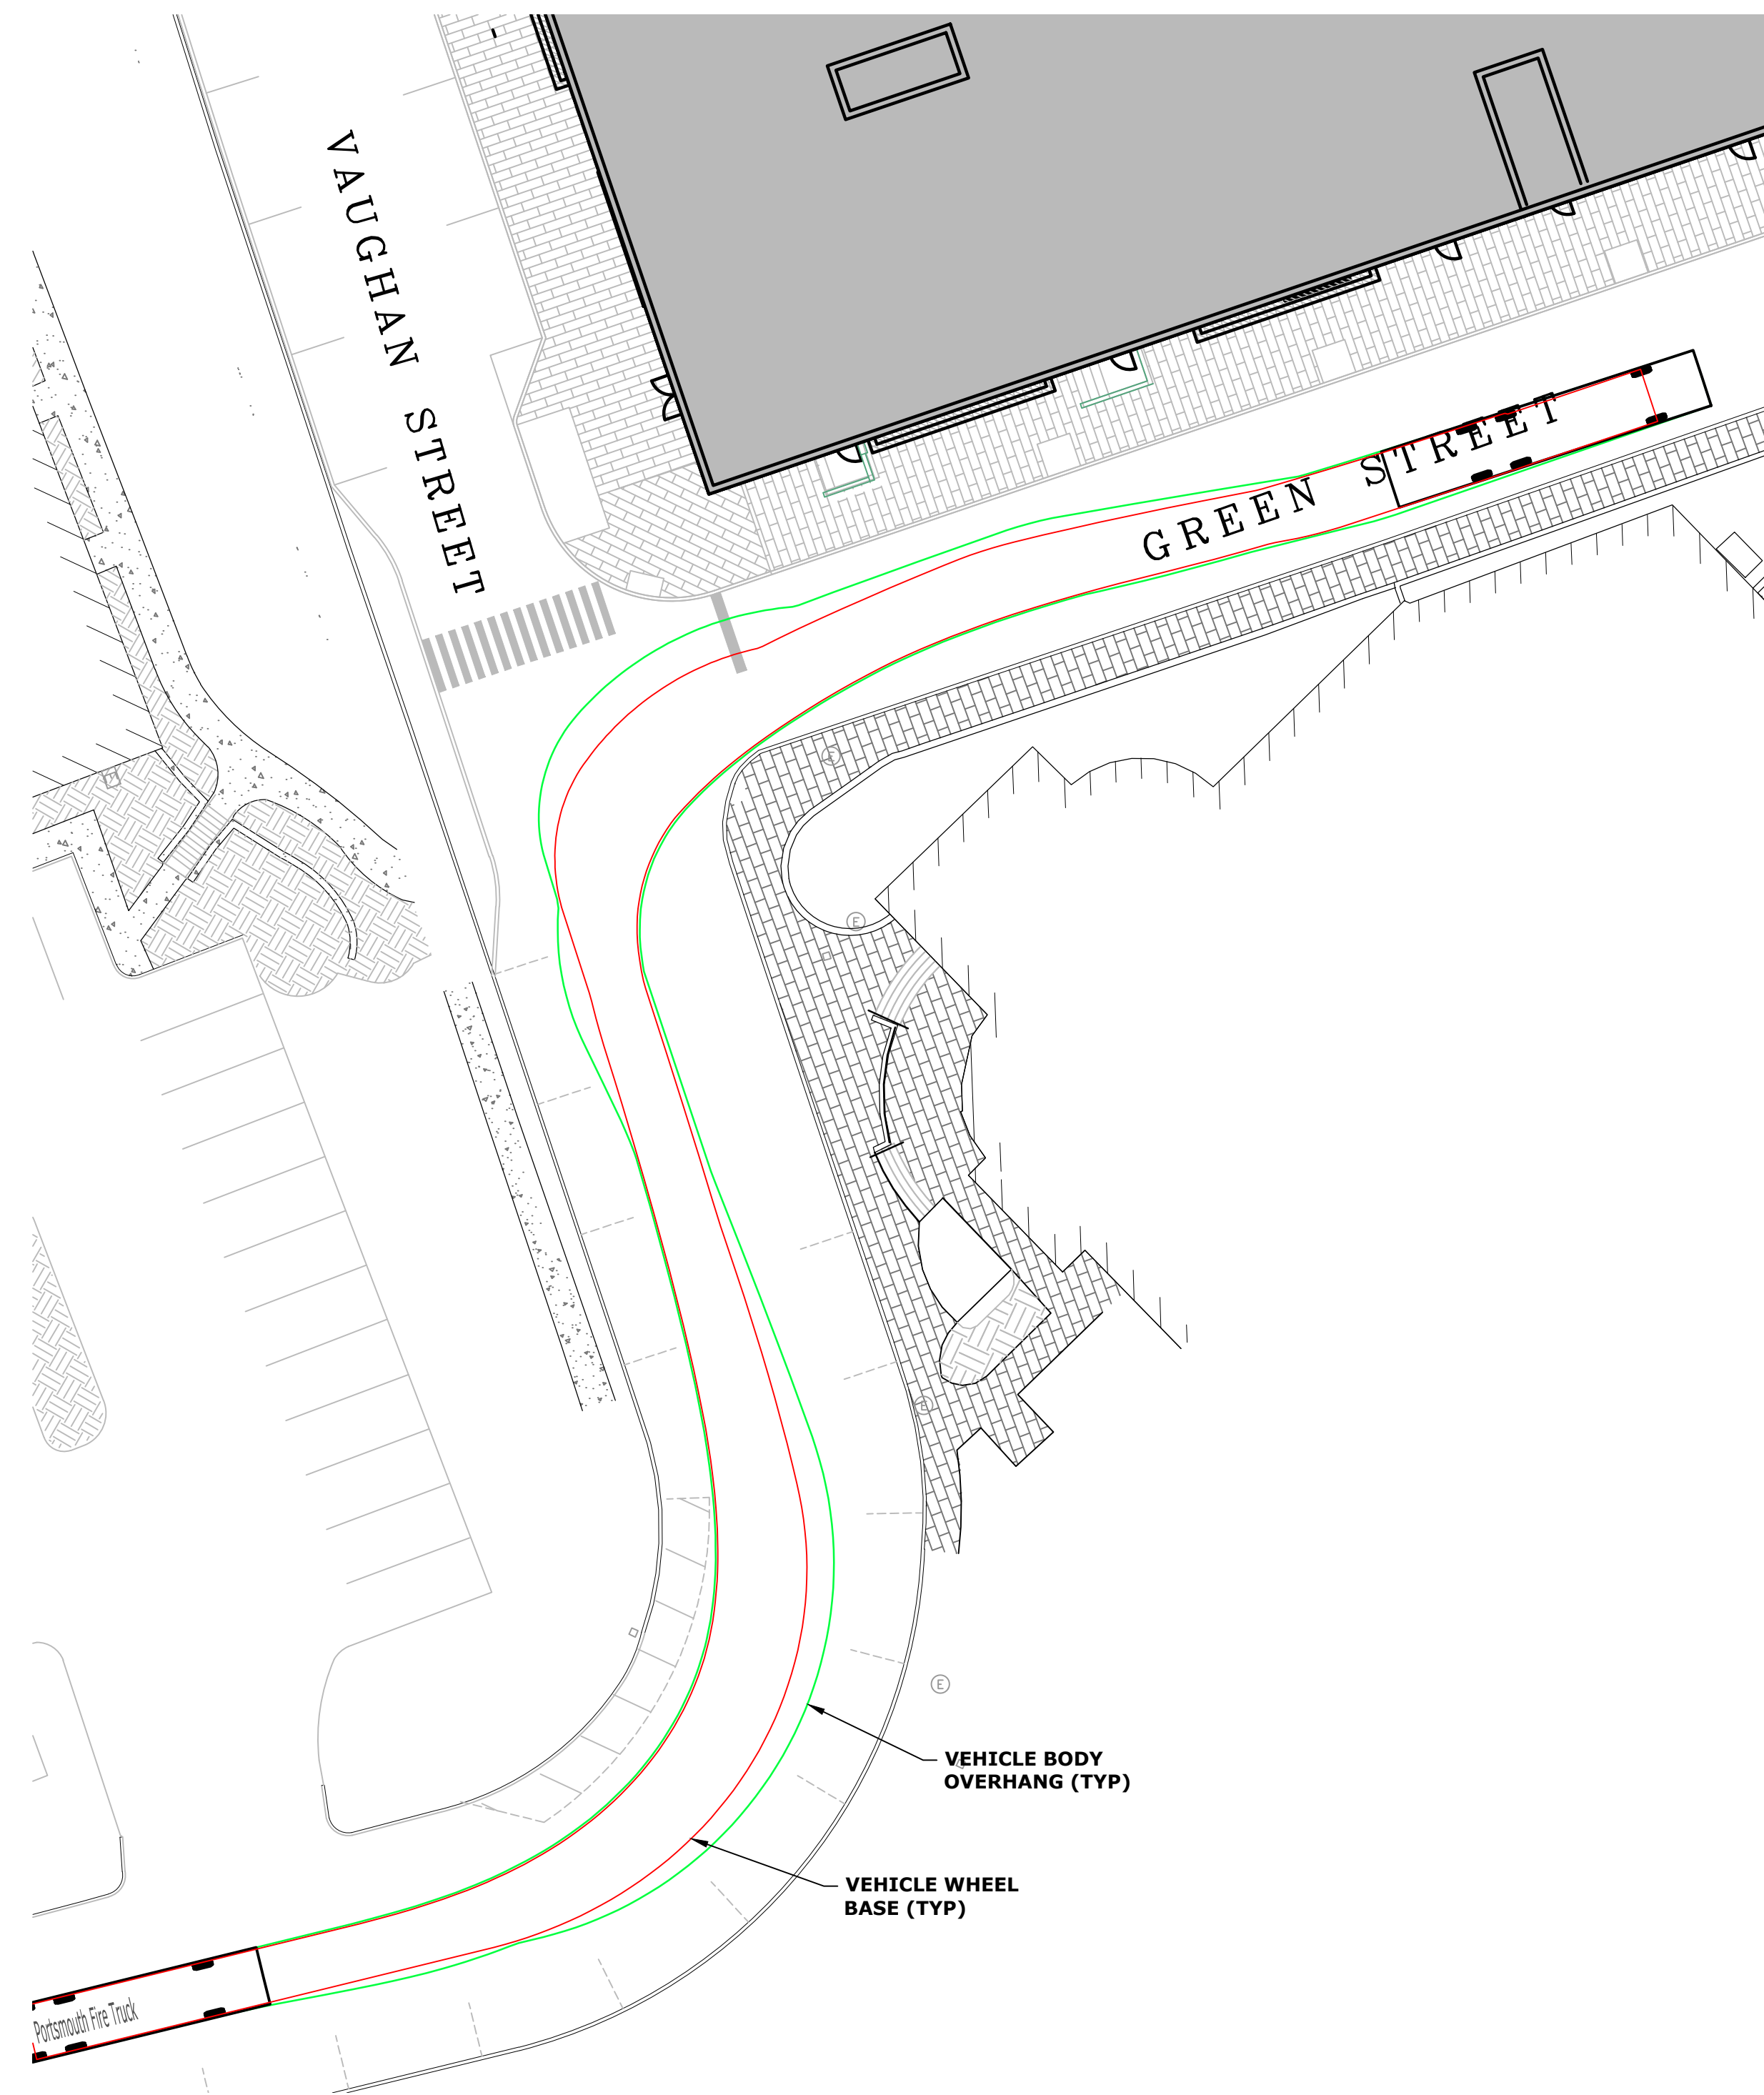 VAUGHAN STREET
GREEN STREET
E
E
E
E
VEHICLE BODY
OVERHANG (TYP)
VEHICLE WHEEL
BASE (TYP)
Portsmouth Fire Truck